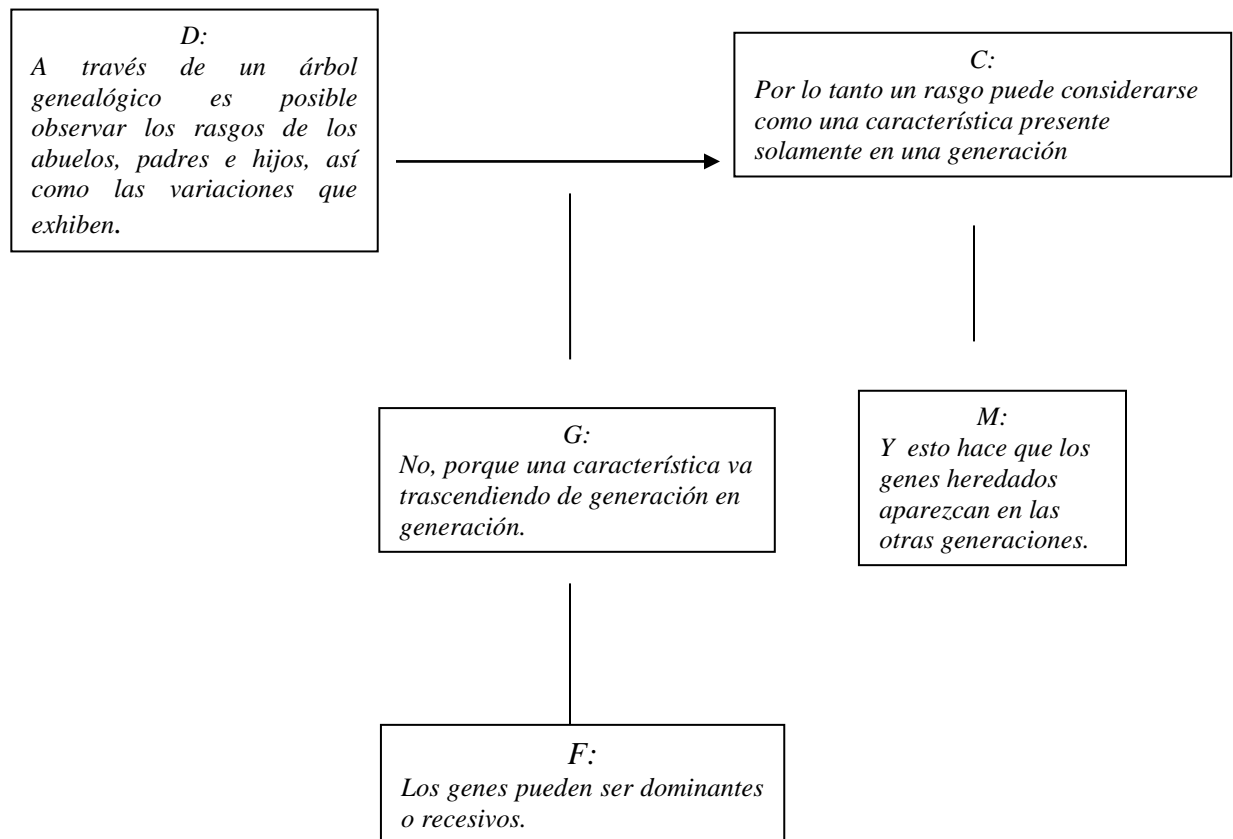 D:
A través de un árbol
genealógico es posible
observar los rasgos de los
abuelos, padres e hijos, así
como las variaciones que
exhiben.
C:
Por lo tanto un rasgo puede considerarse
como una característica presente
solamente en una generación
G:
No, porque una característica va
trascendiendo de generación en
generación.
M:
Y esto hace que los
genes heredados
aparezcan en las
otras generaciones.
F:
Los genes pueden ser dominantes
o recesivos.